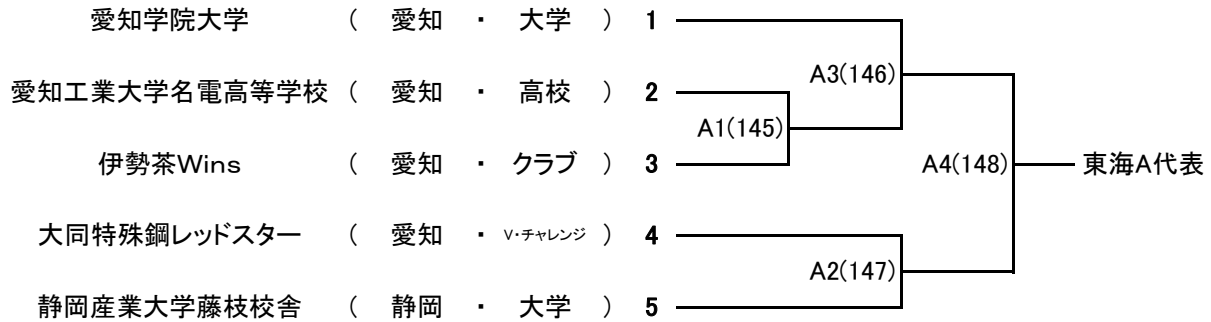 愛知学院大学 ( 愛知 ・ 大学 ) 1
A3(146)
愛知工業大学名電高等学校 ( 愛知 ・ 高校 ) 2
A1(145)
伊勢茶Wins ( 愛知 ・ クラブ ) 3
A4(148) 東海A代表
大同特殊鋼レッドスター ( 愛知 ・ V・チャレンジ ) 4
A2(147)
静岡産業大学藤枝校舎 ( 静岡 ・ 大学 ) 5